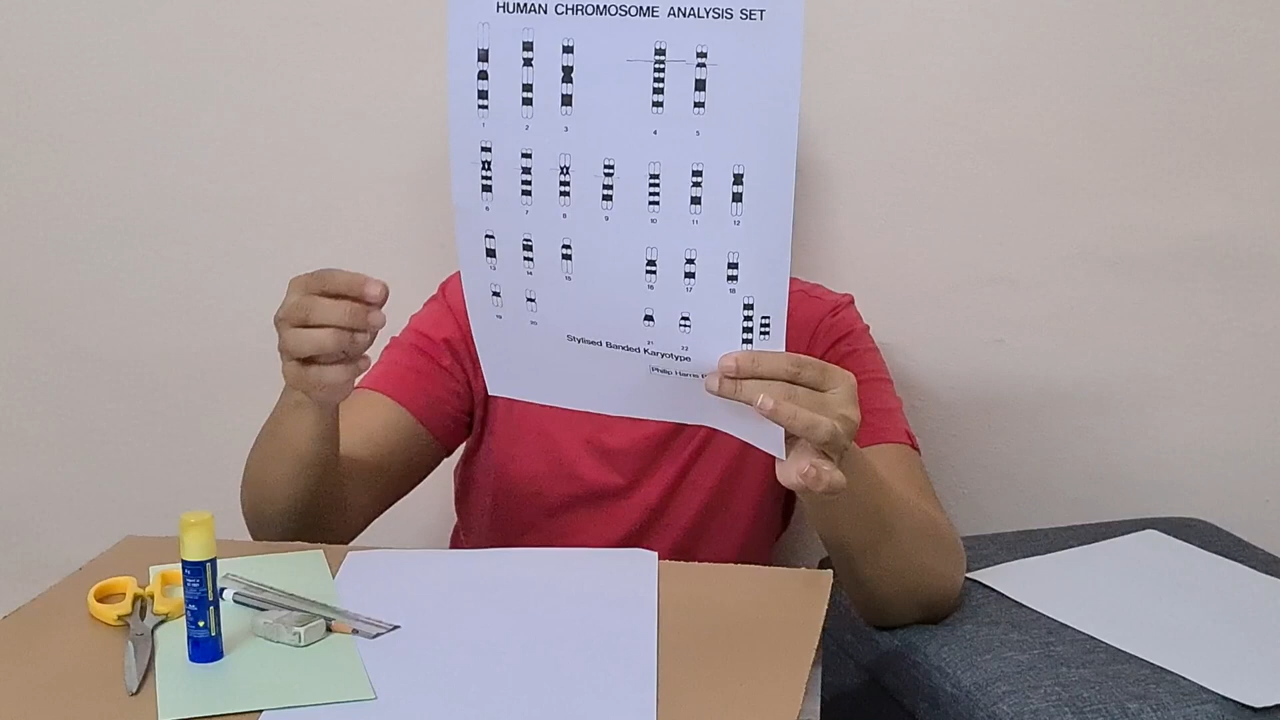 HUMAN CHROMOSOME ANALYSIS SET
1 2 3 4 5
6 7 8 9 10 11 12
13 14 15 16 17 18
19 20 21 22
Stylised Banded Karyotype
Philip Harris